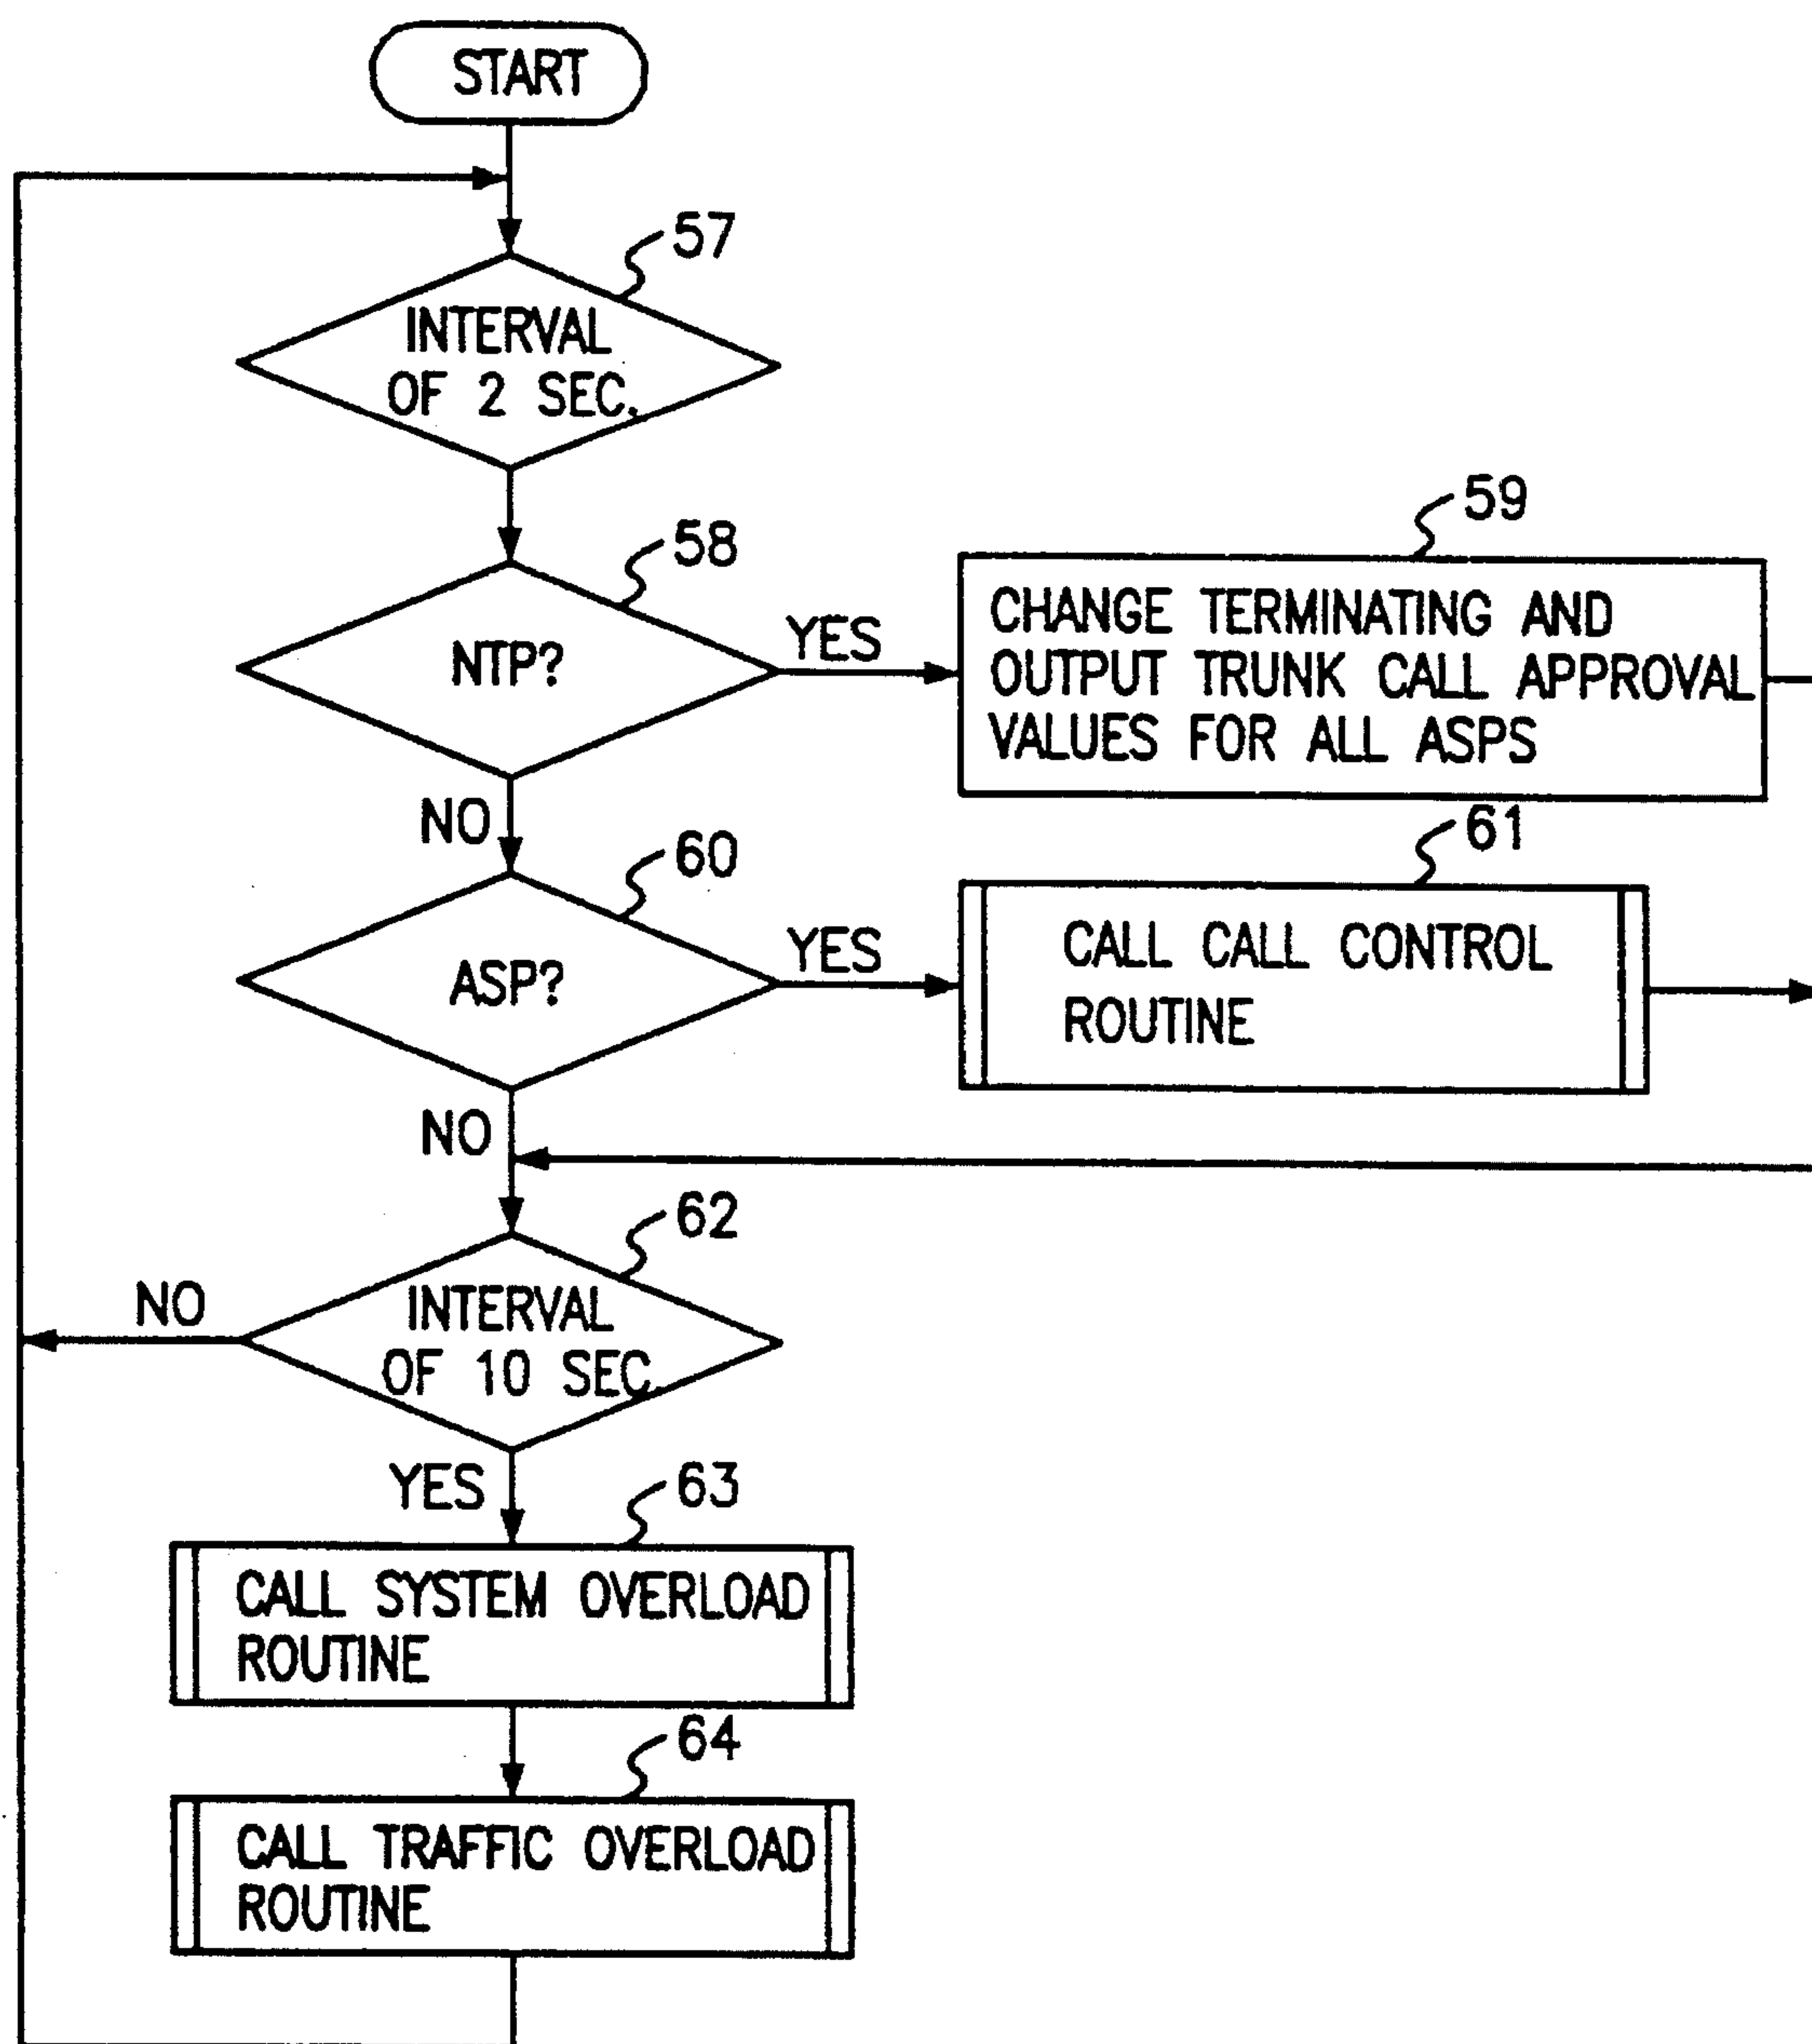 START
57
INTERVAL
OF 2 SEC.
58
NTP?
YES
59
CHANGE TERMINATING AND
OUTPUT TRUNK CALL APPROVAL
VALUES FOR ALL ASPS
NO
60
ASP?
YES
61
CALL CALL CONTROL
ROUTINE
NO
62
INTERVAL
OF 10 SEC.
NO
YES
63
CALL SYSTEM OVERLOAD
ROUTINE
64
CALL TRAFFIC OVERLOAD
ROUTINE